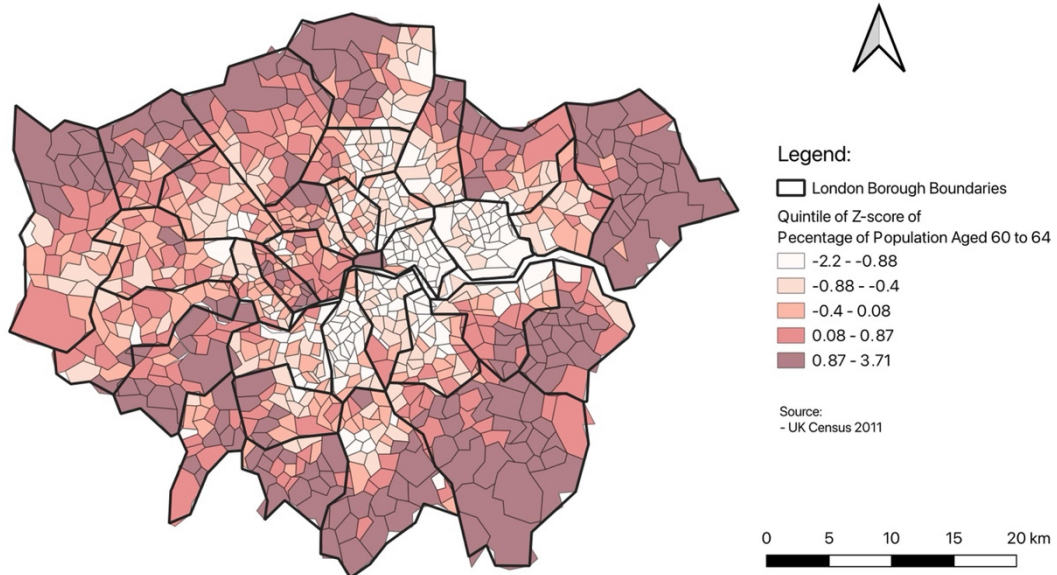 Legend:
London Borough Boundaries
Quintile of Z-score of
Pecentage of Population Aged 60 to 64
-2.2 - -0.88
-0.88 - -0.4
-0.4 - 0.08
0.08 - 0.87
0.87 - 3.71
Source:
- UK Census 2011
0 5 10 15 20 km